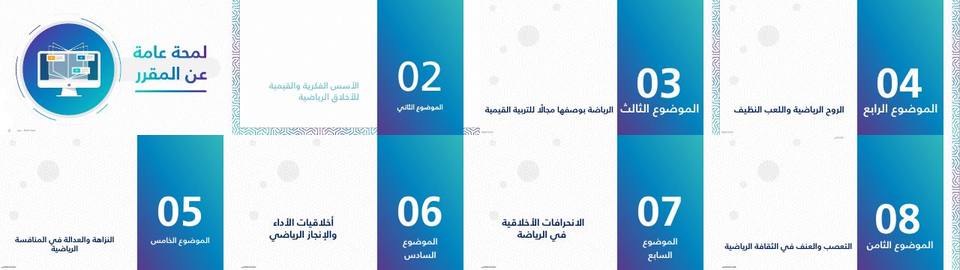 لمحة عامة
عن المقرر
02
الموضوع الثاني
الأسس الفكرية والقيمية
للأخلاق الرياضية
03
الموضوع الثالث
الرياضة بوصفها مجالًا للتربية القيمية
04
الموضوع الرابع
الروح الرياضية واللعب النظيف
05
الموضوع الخامس
النزاهة والعدالة في المنافسة
الرياضية
06
الموضوع
السادس
أخلاقيات الأداء
والإنجاز الرياضي
07
الموضوع
السابع
الانحرافات الأخلاقية
في الرياضة
08
الموضوع الثامن
التعصب والعنف في الثقافة الرياضية